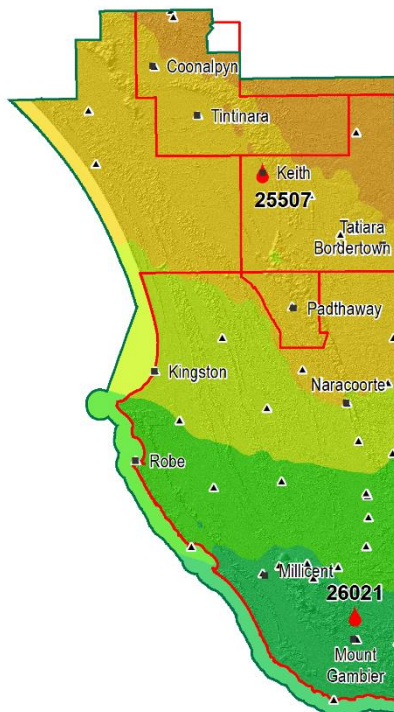 Coonalpyn
Tintinara
Keith
25507
Tatiara
Bordertown
Padthaway
Kingston
Naracoorte
Robe
Millicent
26021
Mount
Gambier